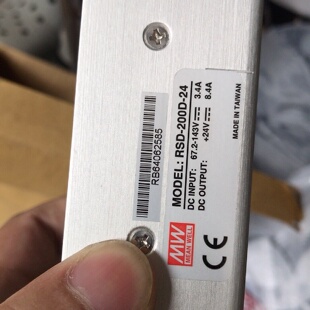 MODEL: RSD-200D-24
DC INPUT: 67.2-143V⎓ 3.4A
DC OUTPUT: +24V⎓ 8.4A
MADE IN TAIWAN
MW
MEAN WELL
CE
RB64062585